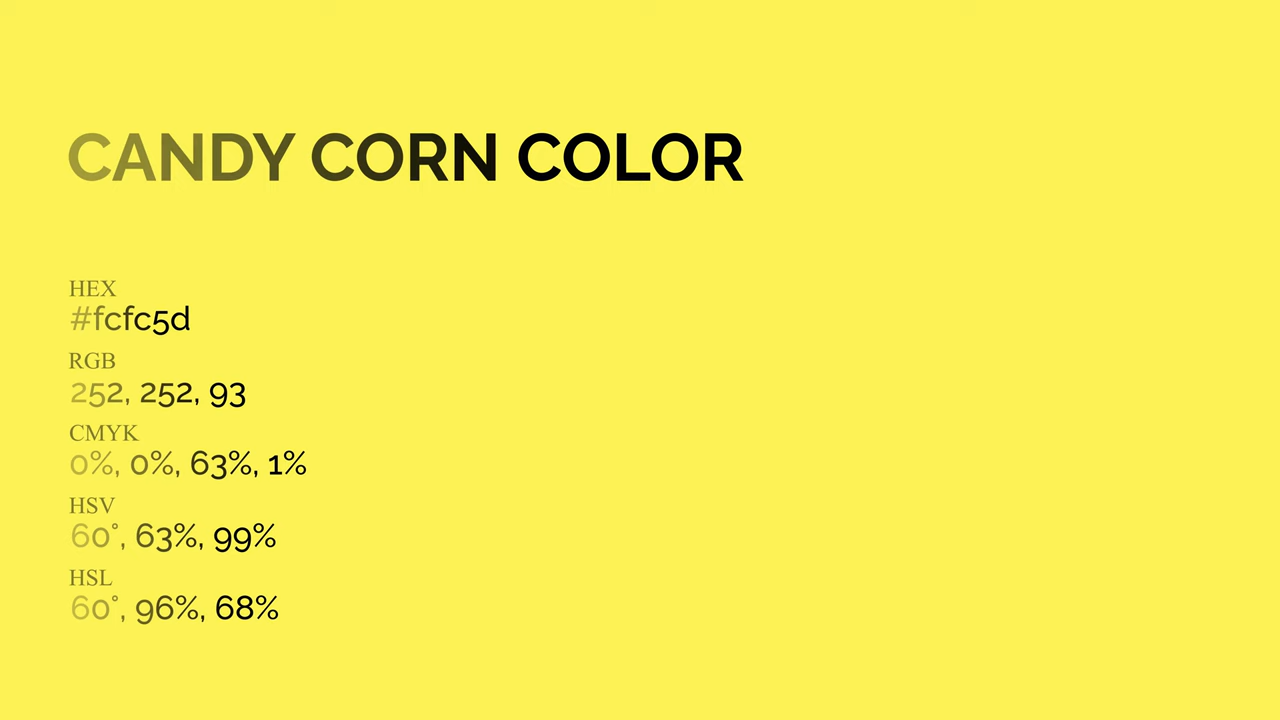 CANDY CORN COLOR
HEX
#fcfc5d
RGB
252, 252, 93
CMYK
0%, 0%, 63%, 1%
HSV
60°, 63%, 99%
HSL
60°, 96%, 68%